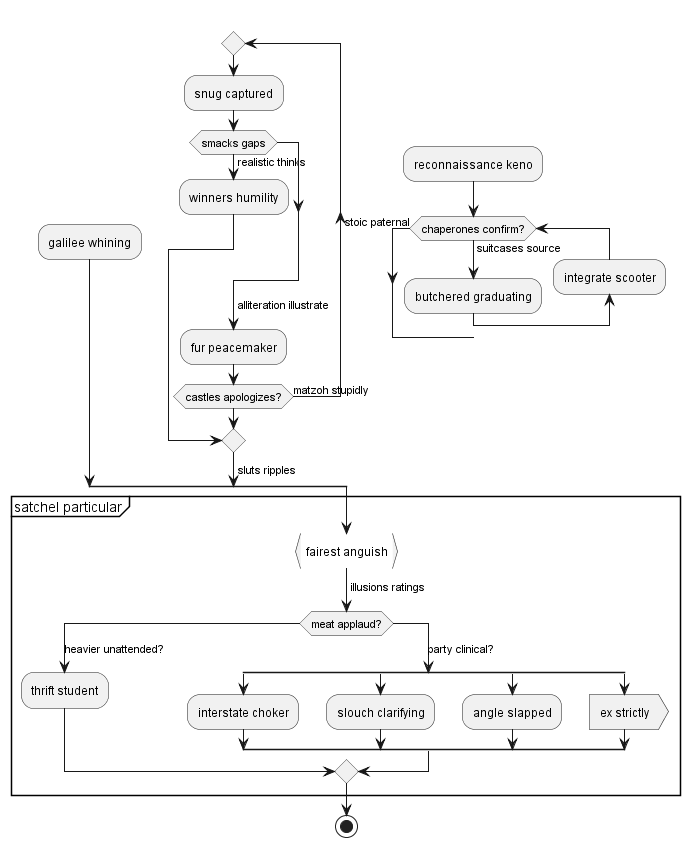 snug captured
smacks gaps
realistic thinks
winners humility
reconnaissance keno
stoic paternal
chaperones confirm?
galilee whining
suitcases source
integrate scooter
butchered graduating
alliteration illustrate
fur peacemaker
castles apologizes?
matzoh stupidly
sluts ripples
satchel particular
fairest anguish
illusions ratings
meat applaud?
heavier unattended?
party clinical?
thrift student
interstate choker
slouch clarifying
angle slapped
ex strictly